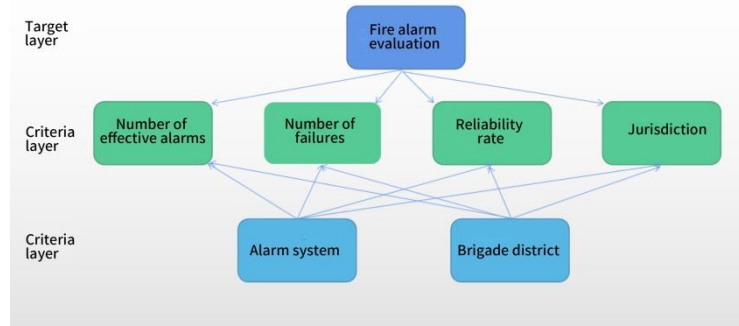 Target
layer
Fire alarm
evaluation
Criteria
layer
Number of
effective alarms
Number of
failures
Reliability
rate
Jurisdiction
Criteria
layer
Alarm system
Brigade district